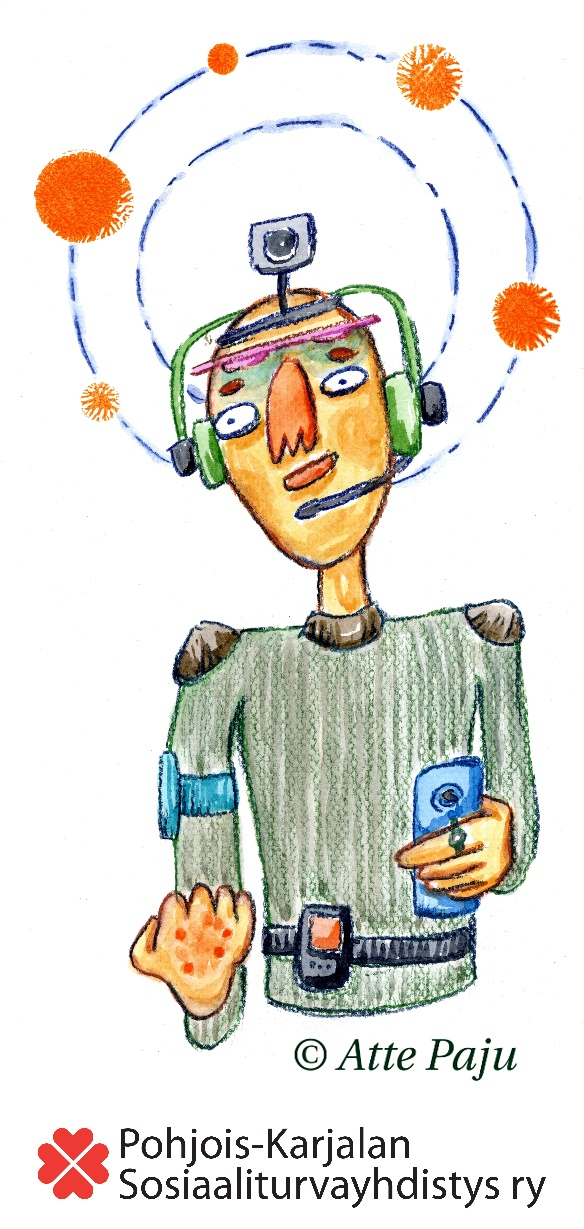 © Atte Paju
Pohjois-Karjalan
Sosiaaliturvayhdistys ry